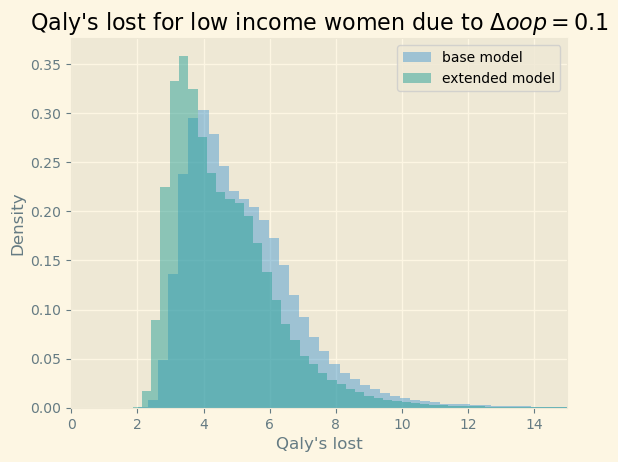 Qaly's lost for low income women due to Δoop = 0.1
base model
extended model
0.35
0.30
0.25
0.20
0.15
0.10
0.05
0.00
Density
0 2 4 6 8 10 12 14
Qaly's lost